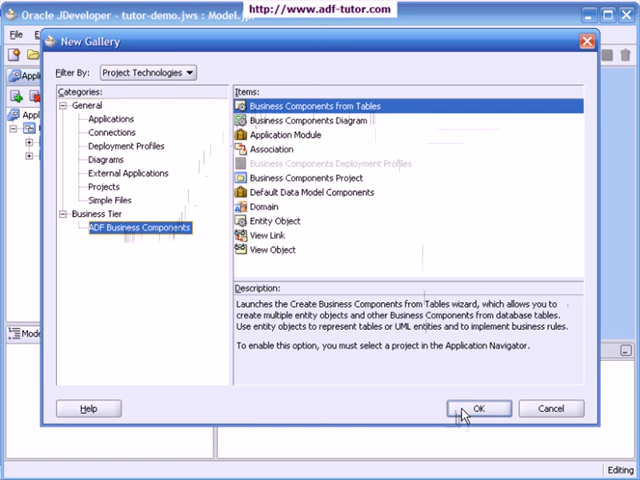 http://www.adf-tutor.com
Oracle JDeveloper - tutor-demo.jws : Model.jp
File
New Gallery
Filter By: Project Technologies
Categories:
General
Applications
Connections
Deployment Profiles
Diagrams
External Applications
Projects
Simple Files
Business Tier
ADF Business Components
Items:
Business Components from Tables
Business Components Diagram
Application Module
Association
Business Components Deployment Profiles
Business Components Project
Default Data Model Components
Domain
Entity Object
View Link
View Object
Description:
Launches the Create Business Components from Tables wizard, which allows you to
create multiple entity objects and other Business Components from database tables.
Use entity objects to represent tables or UML entities and to implement business rules.
To enable this option, you must select a project in the Application Navigator.
Help
OK
Cancel
Editing